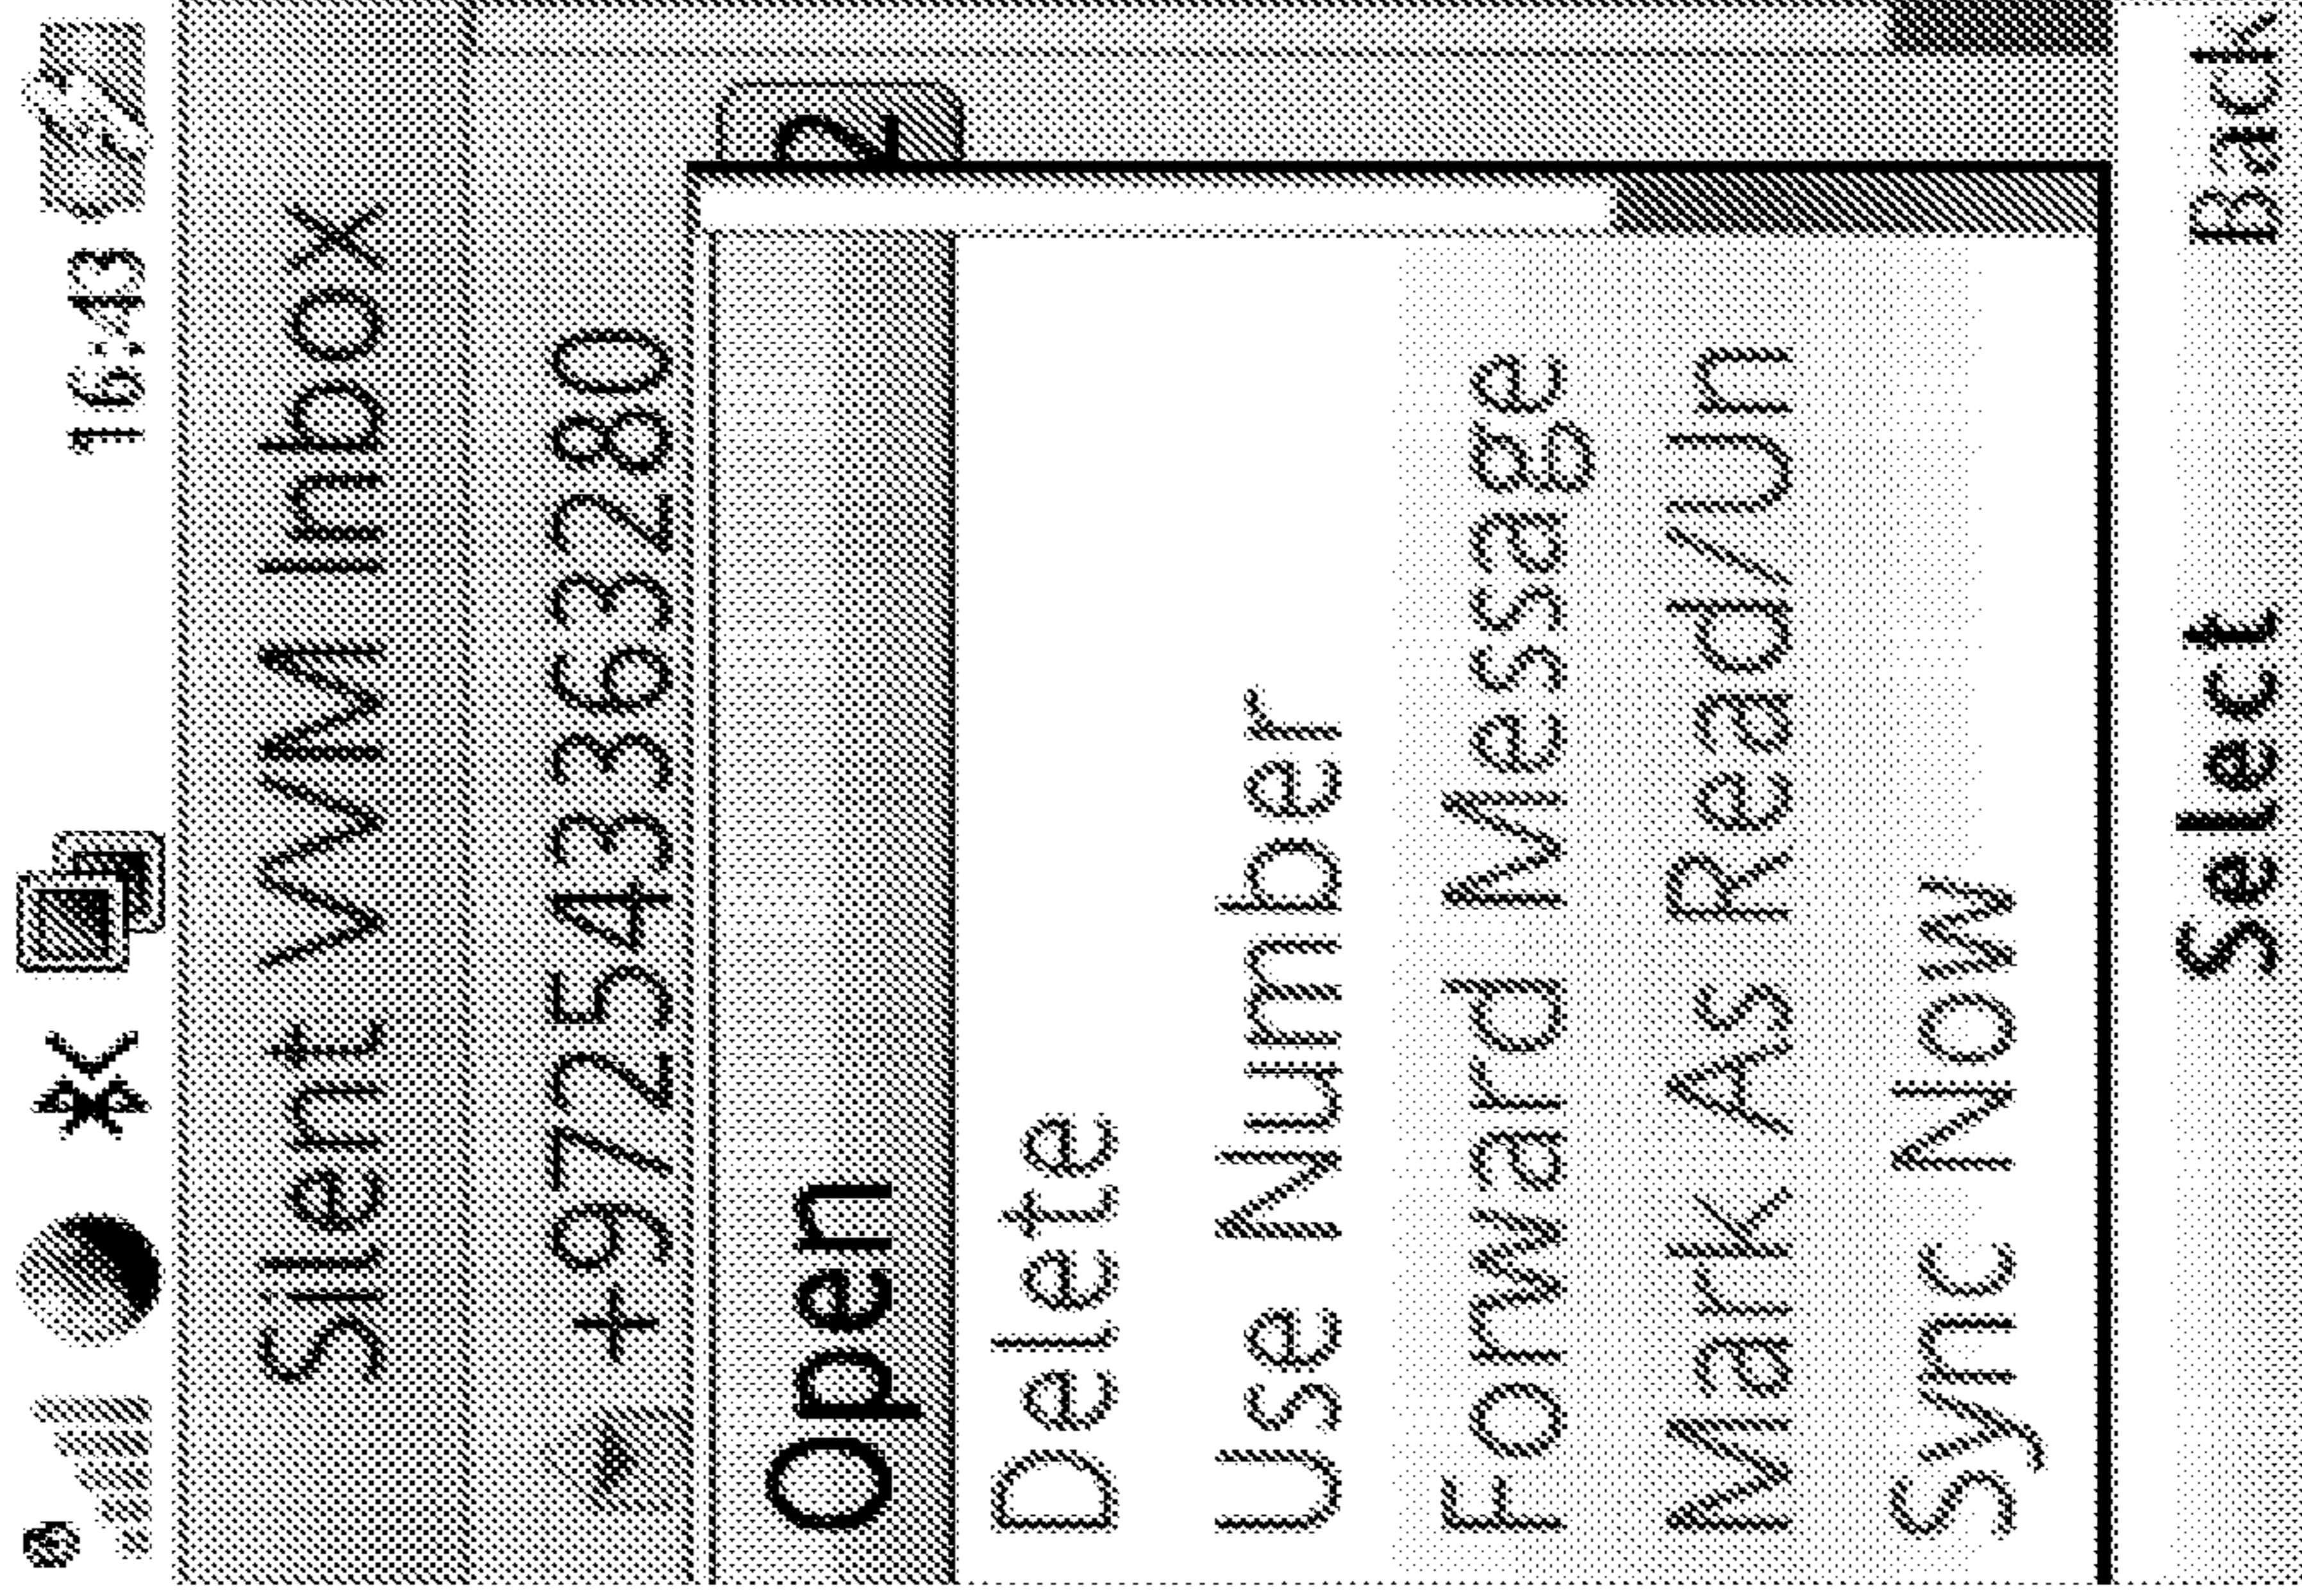 16:43
Silent VM Inbox
+972543363280
2
Open
Delete
Use Number
Forward Message
Mark As Read/Un
Sync Now
Select Back